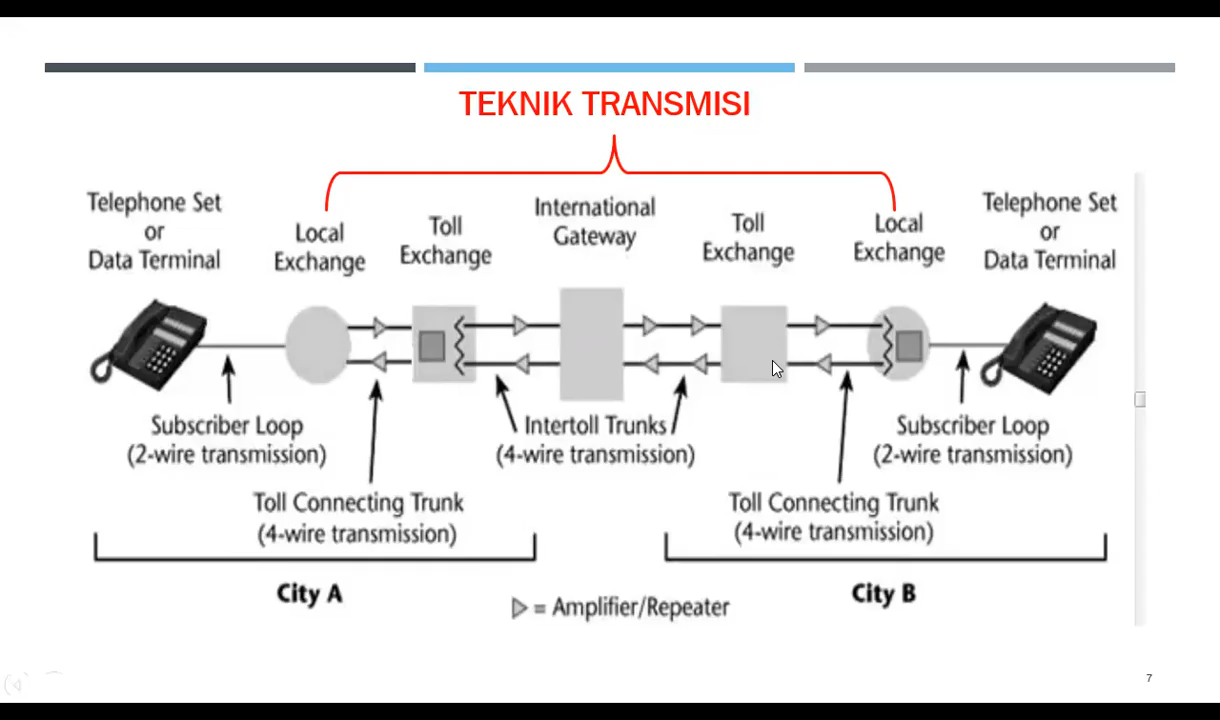 TEKNIK TRANSMISI
Telephone Set
or
Data Terminal
Local
Exchange
Toll
Exchange
International
Gateway
Toll
Exchange
Local
Exchange
Telephone Set
or
Data Terminal
Subscriber Loop
(2-wire transmission)
Intertoll Trunks
(4-wire transmission)
Subscriber Loop
(2-wire transmission)
Toll Connecting Trunk
(4-wire transmission)
Toll Connecting Trunk
(4-wire transmission)
City A
City B
= Amplifier/Repeater
7